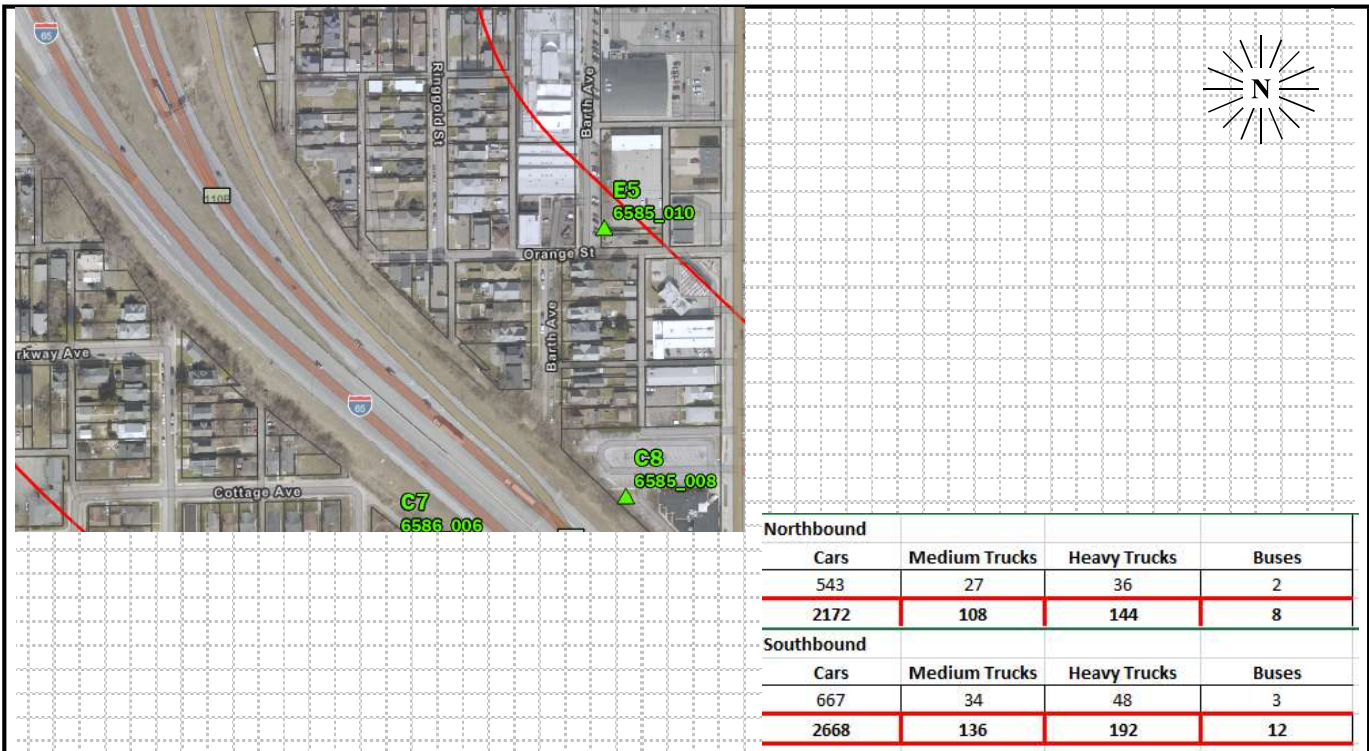 65
N
Ringgold St
Barth Ave
E5
6585_010
Orange St
Barth Ave
rkway Ave
65
C8
6585_008
Cottage Ave
C7
6586_006
Northbound
Cars Medium Trucks Heavy Trucks Buses
543 27 36 2
2172 108 144 8
Southbound
Cars Medium Trucks Heavy Trucks Buses
667 34 48 3
2668 136 192 12